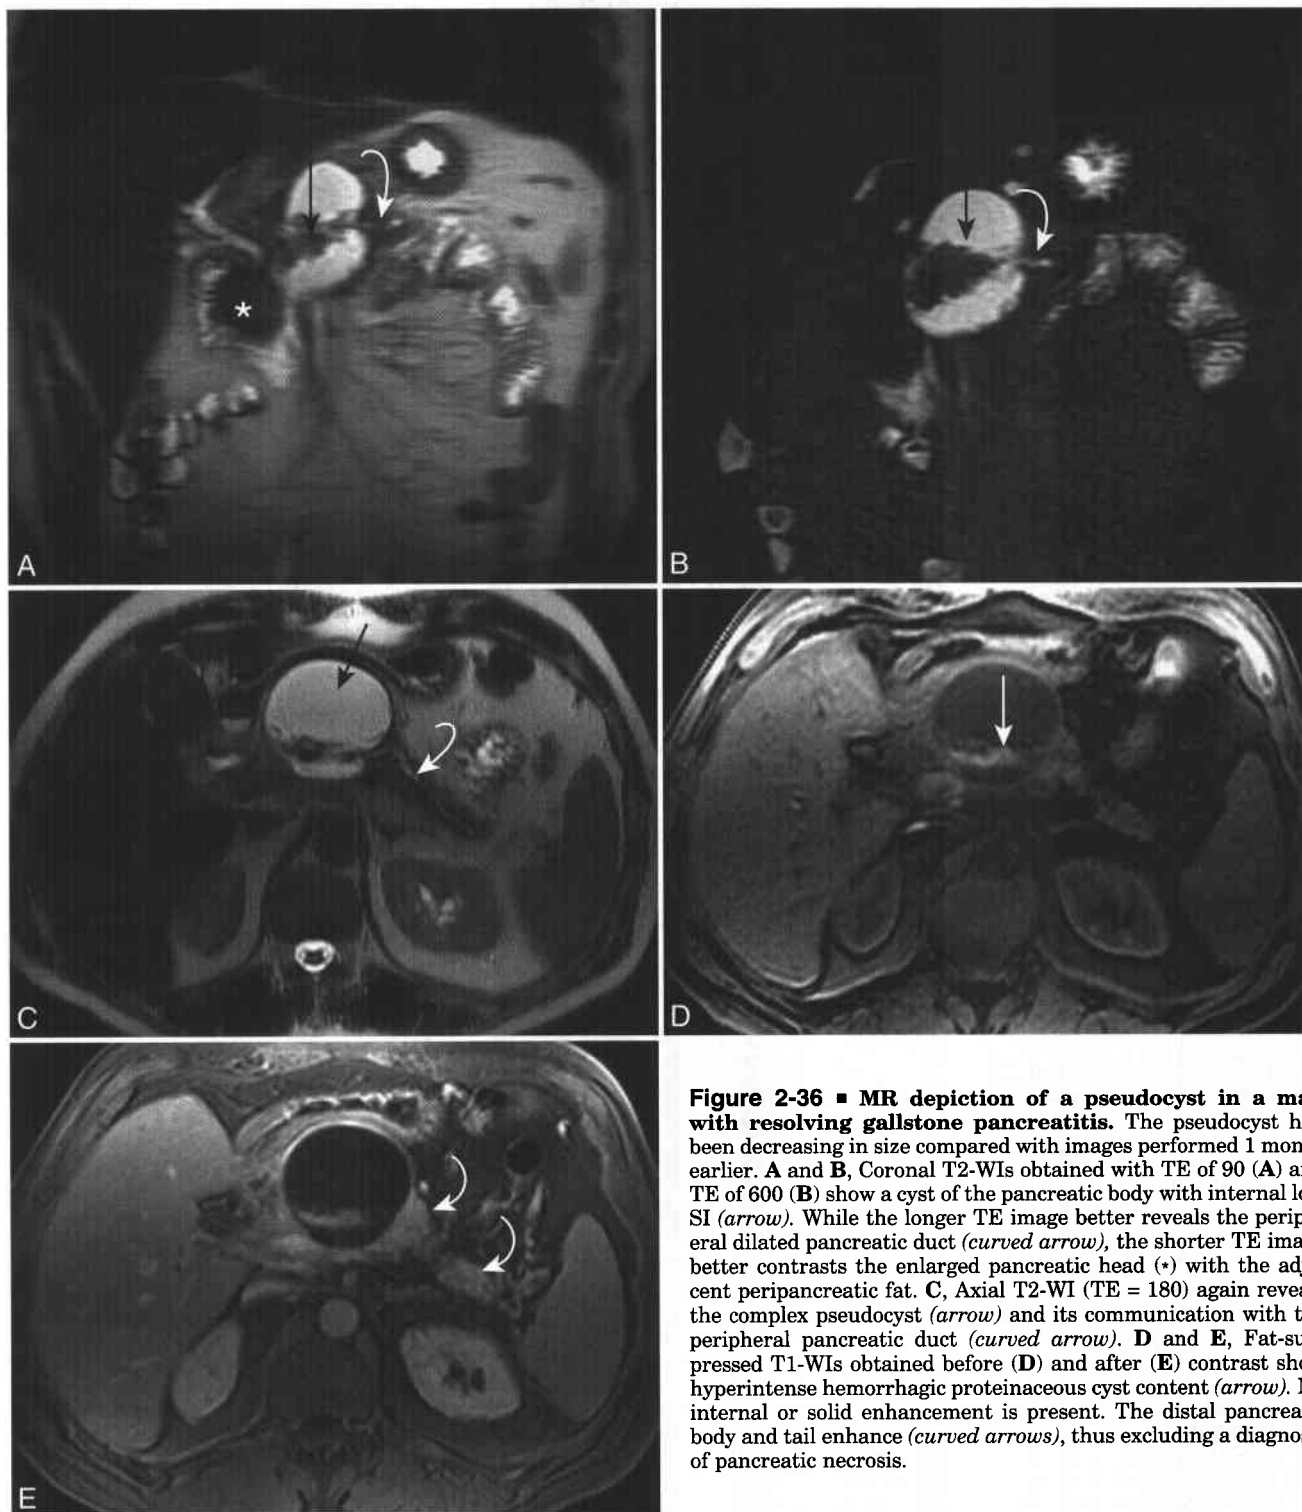 *
A
B
C
D
E
Figure 2-36 ■ MR depiction of a pseudocyst in a ma
with resolving gallstone pancreatitis. The pseudocyst h
been decreasing in size compared with images performed 1 mon
earlier. A and B, Coronal T2-WIs obtained with TE of 90 (A) a
TE of 600 (B) show a cyst of the pancreatic body with internal lo
SI (arrow). While the longer TE image better reveals the perip
eral dilated pancreatic duct (curved arrow), the shorter TE ima
better contrasts the enlarged pancreatic head (*) with the adj
cent peripancreatic fat. C, Axial T2-WI (TE = 180) again revea
the complex pseudocyst (arrow) and its communication with t
peripheral pancreatic duct (curved arrow). D and E, Fat-su
pressed T1-WIs obtained before (D) and after (E) contrast sho
hyperintense hemorrhagic proteinaceous cyst content (arrow). N
internal or solid enhancement is present. The distal pancrea
body and tail enhance (curved arrows), thus excluding a diagno
of pancreatic necrosis.